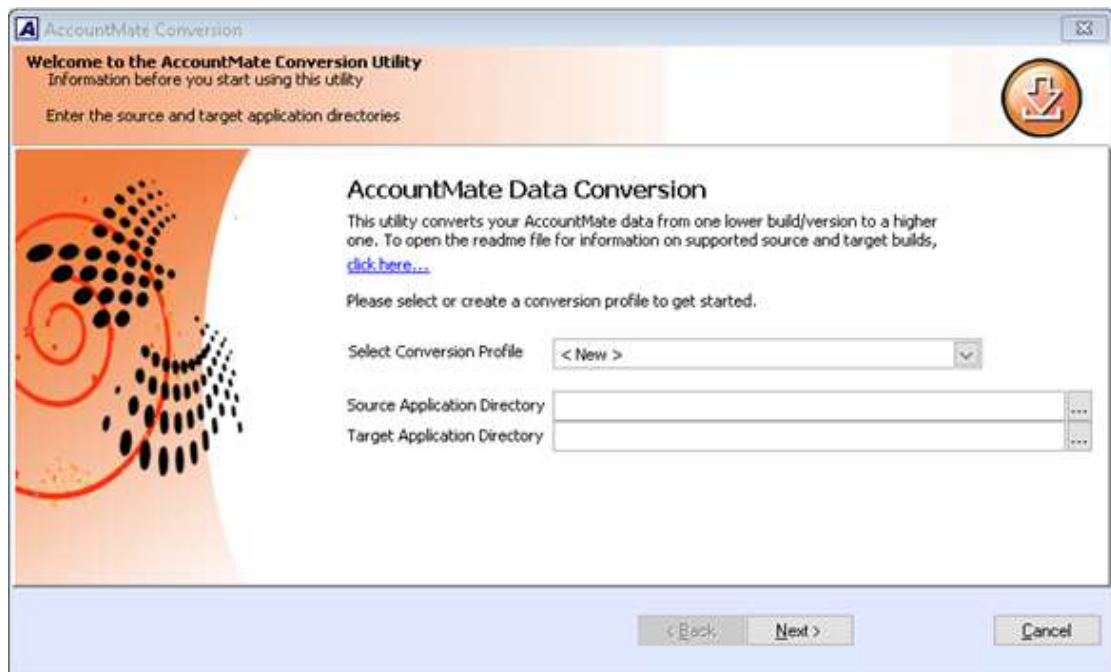 AccountMate Conversion
Welcome to the AccountMate Conversion Utility
Information before you start using this utility
Enter the source and target application directories
AccountMate Data Conversion
This utility converts your AccountMate data from one lower build/version to a higher
one. To open the readme file for information on supported source and target builds,
click here...
Please select or create a conversion profile to get started.
Select Conversion Profile < New >
Source Application Directory ...
Target Application Directory ...
< Back Next > Cancel